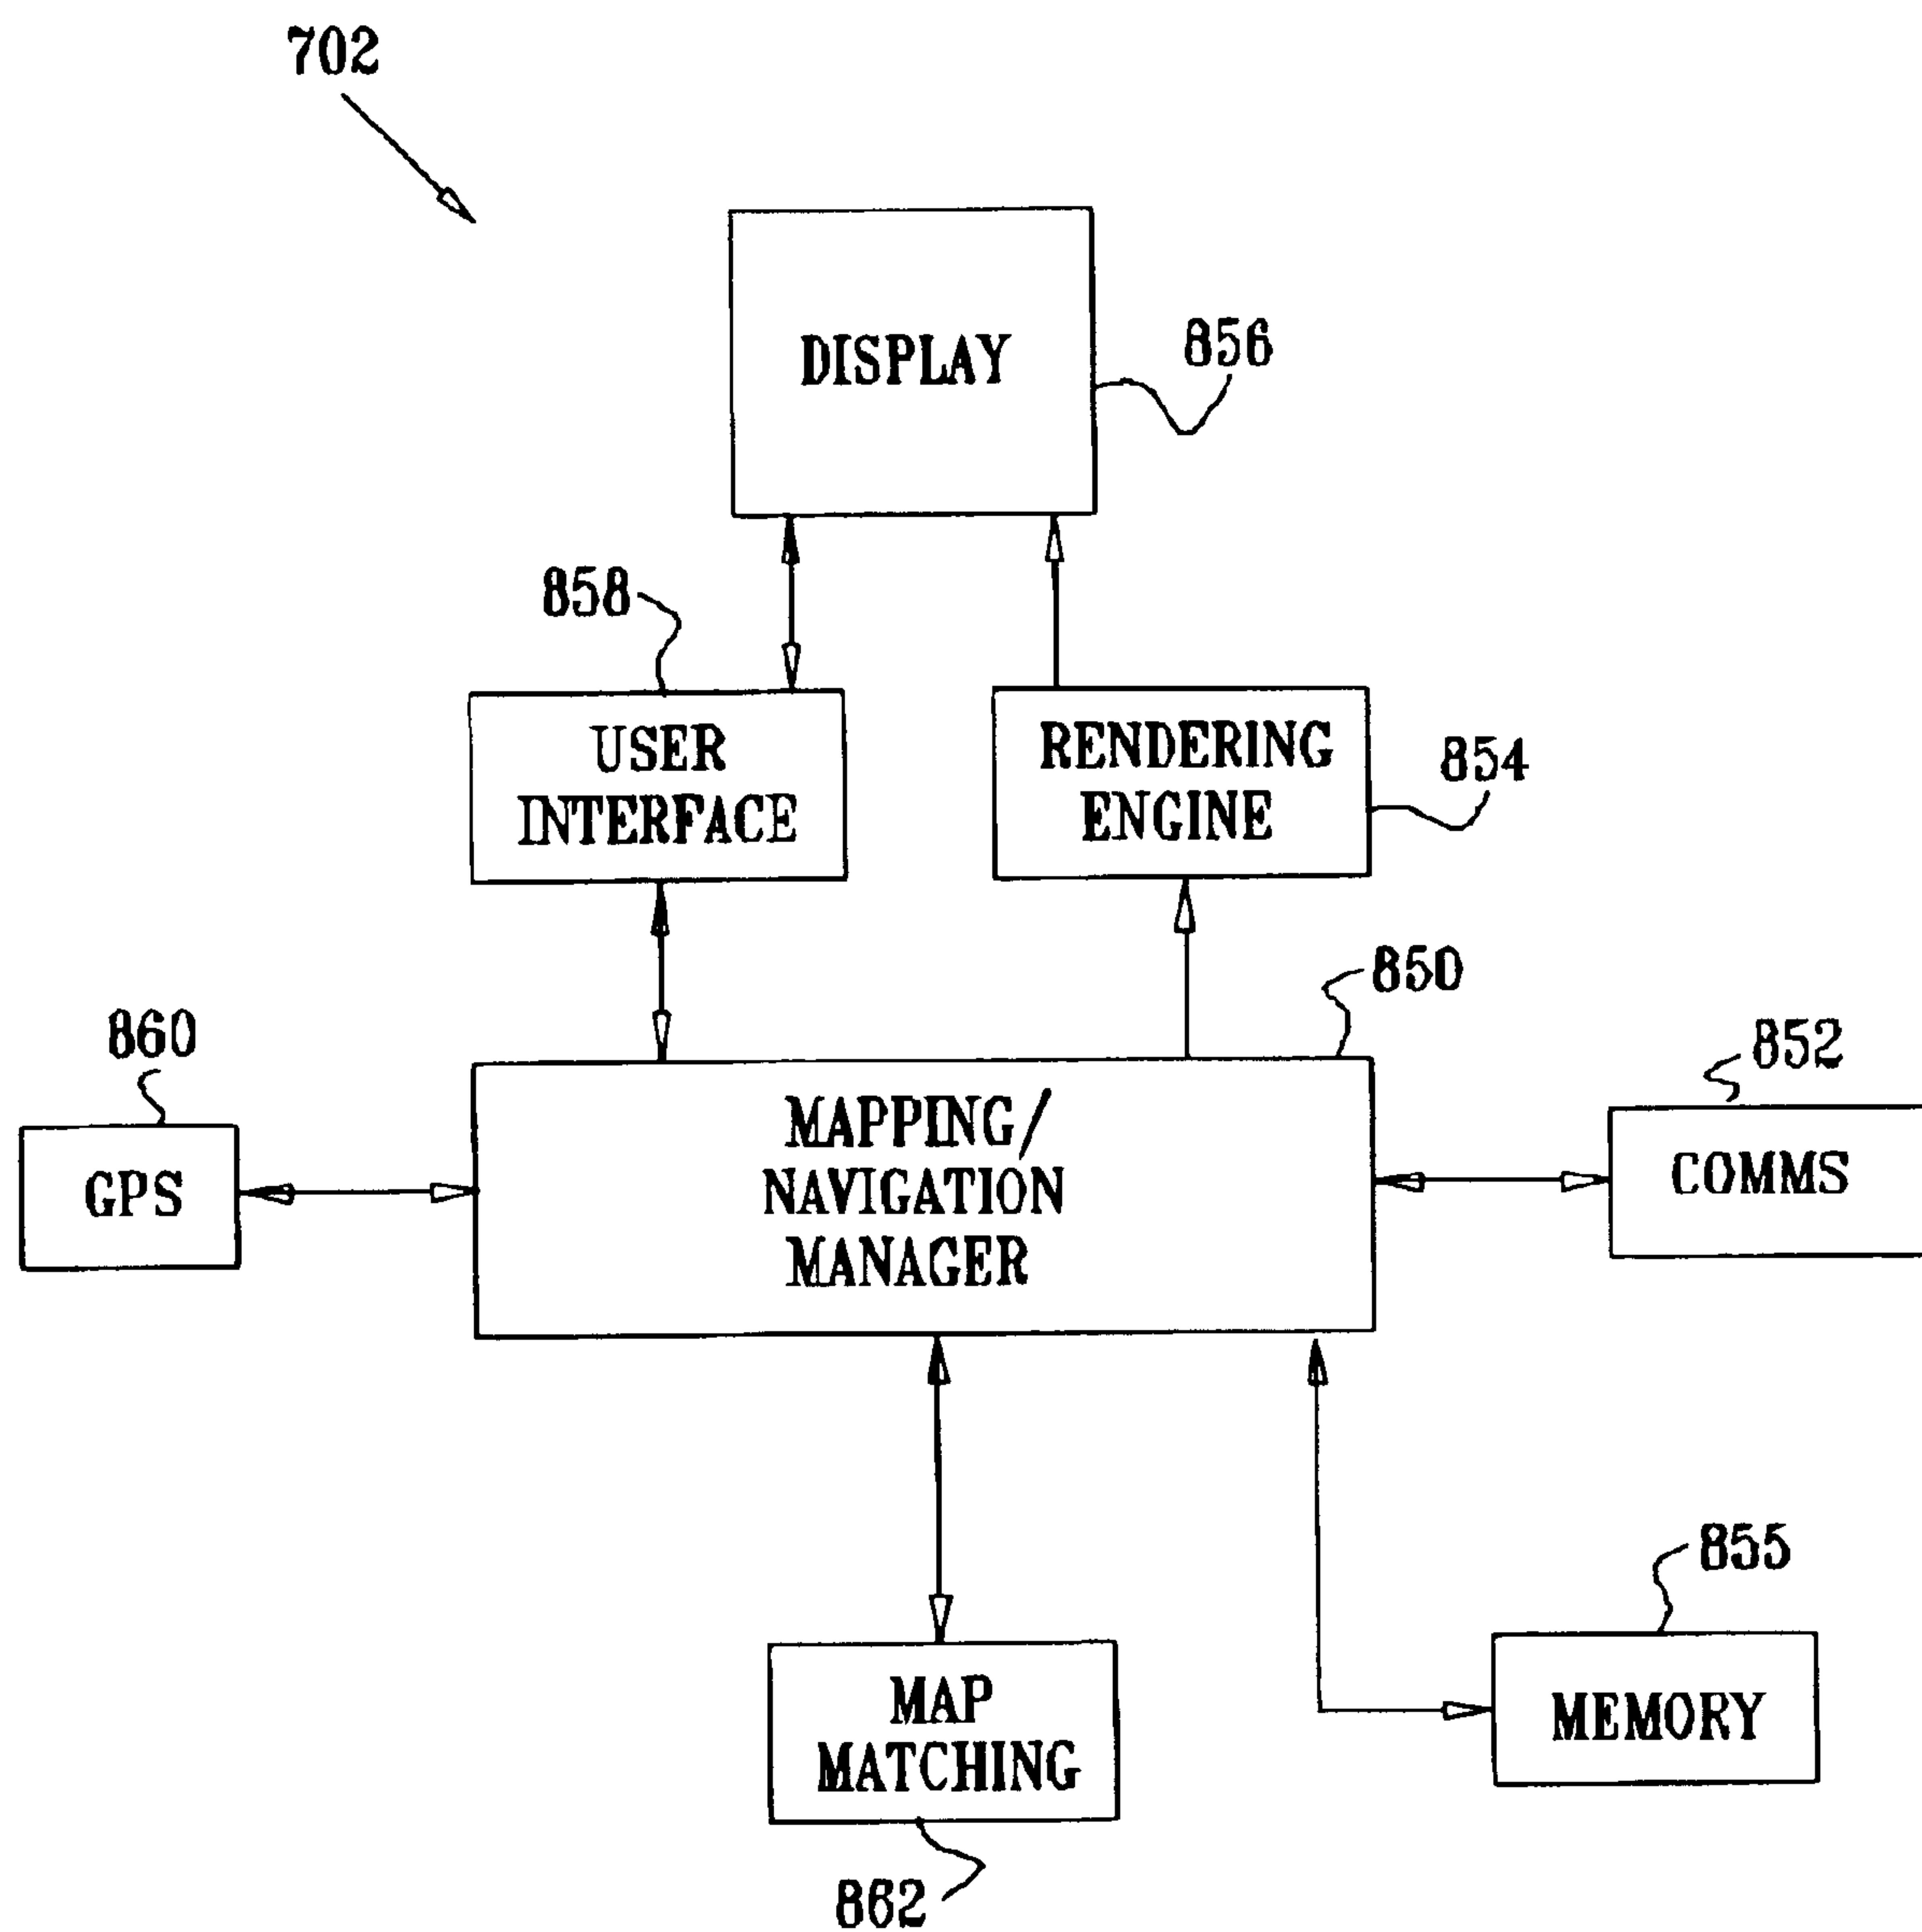 702
DISPLAY
856
858
USER
INTERFACE
RENDERING
ENGINE
854
850
860
852
GPS
MAPPING/
NAVIGATION
MANAGER
COMMS
855
MAP
MATCHING
MEMORY
862